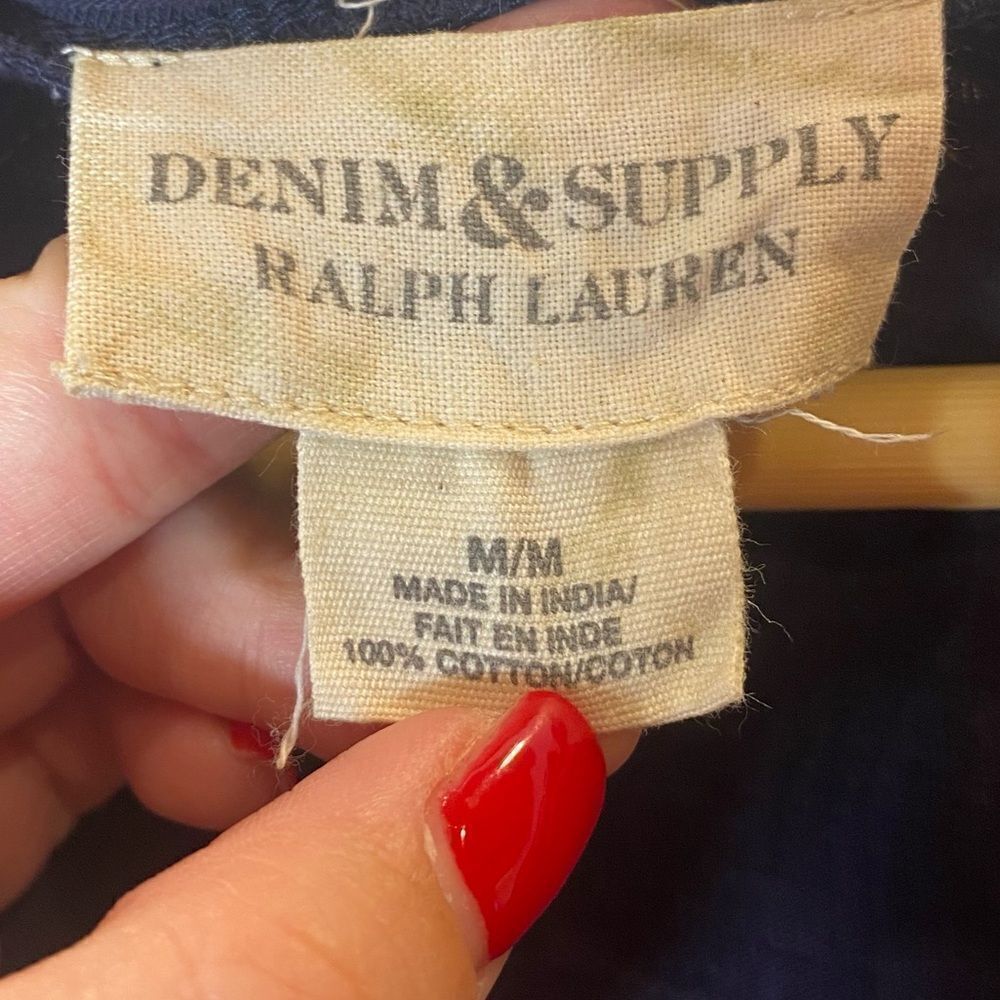 DENIM & SUPPLY
RALPH LAUREN
M/M
MADE IN INDIA/
FAIT EN INDE
100% COTTON/COTON